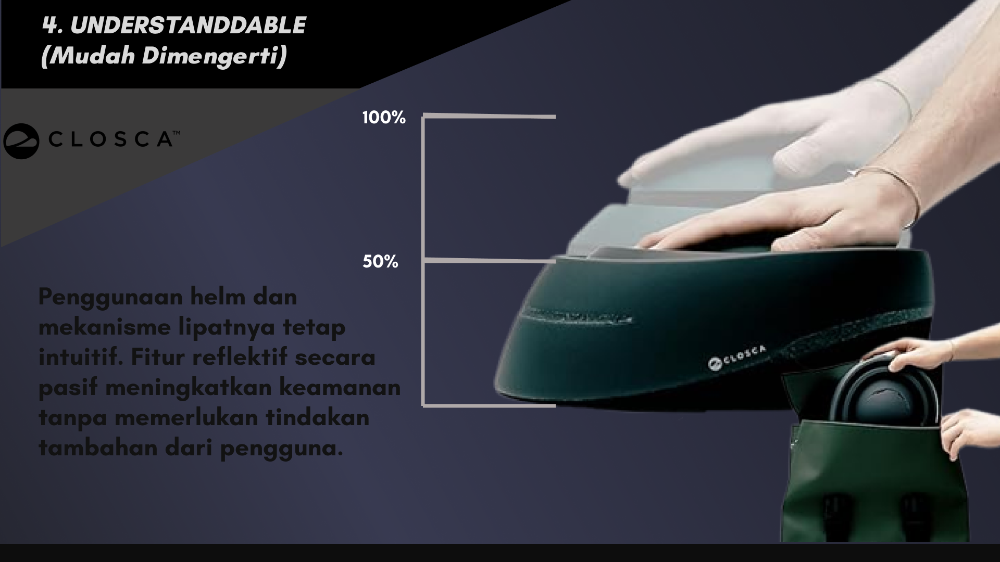 4. UNDERSTANDDABLE
(Mudah Dimengerti)
CLOSCA™
100%
50%
Penggunaan helm dan
mekanisme lipatnya tetap
intuitif. Fitur reflektif secara
pasif meningkatkan keamanan
tanpa memerlukan tindakan
tambahan dari pengguna.
CLOSCA